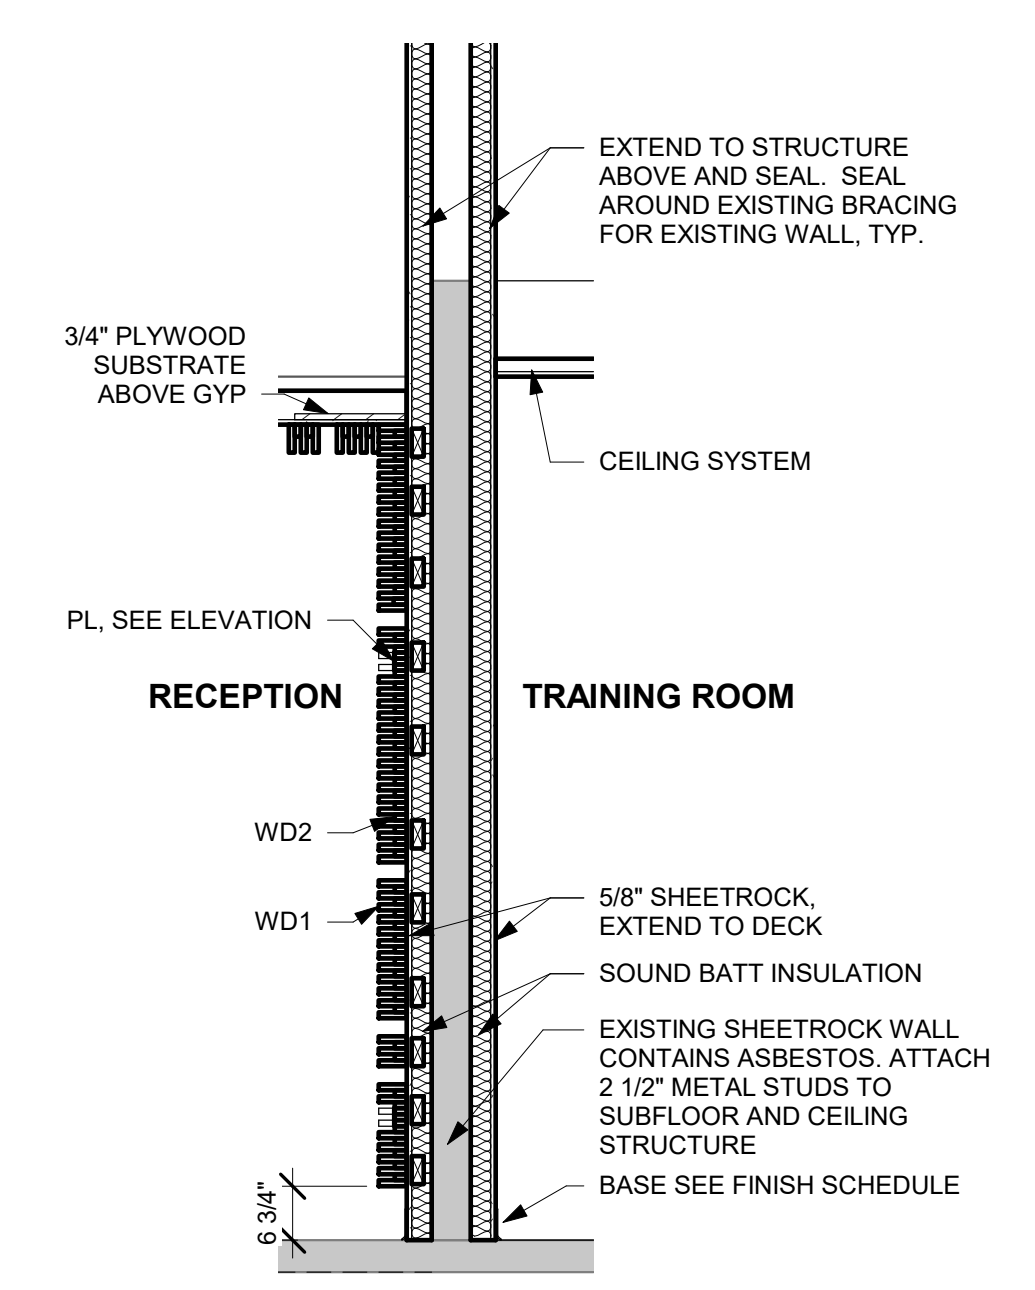 EXTEND TO STRUCTURE
ABOVE AND SEAL.  SEAL
AROUND EXISTING BRACING
FOR EXISTING WALL, TYP.
3/4" PLYWOOD
SUBSTRATE
ABOVE GYP
CEILING SYSTEM
PL, SEE ELEVATION
RECEPTION
TRAINING ROOM
WD2
WD1
5/8" SHEETROCK,
EXTEND TO DECK
SOUND BATT INSULATION
EXISTING SHEETROCK WALL
CONTAINS ASBESTOS. ATTACH
2 1/2" METAL STUDS TO
SUBFLOOR AND CEILING
STRUCTURE
BASE SEE FINISH SCHEDULE
6 3/4"